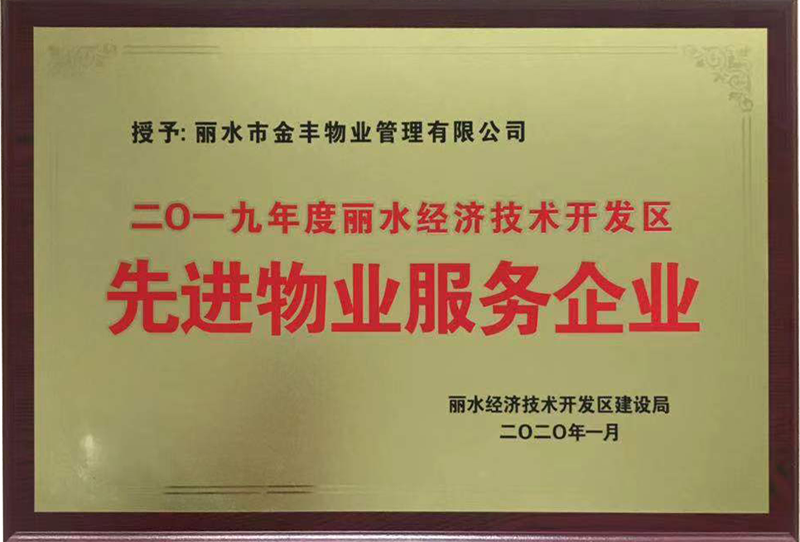 授予: 丽水市金丰物业管理有限公司
二〇一九年度丽水经济技术开发区
先进物业服务企业
丽水经济技术开发区建设局
二〇二〇年一月